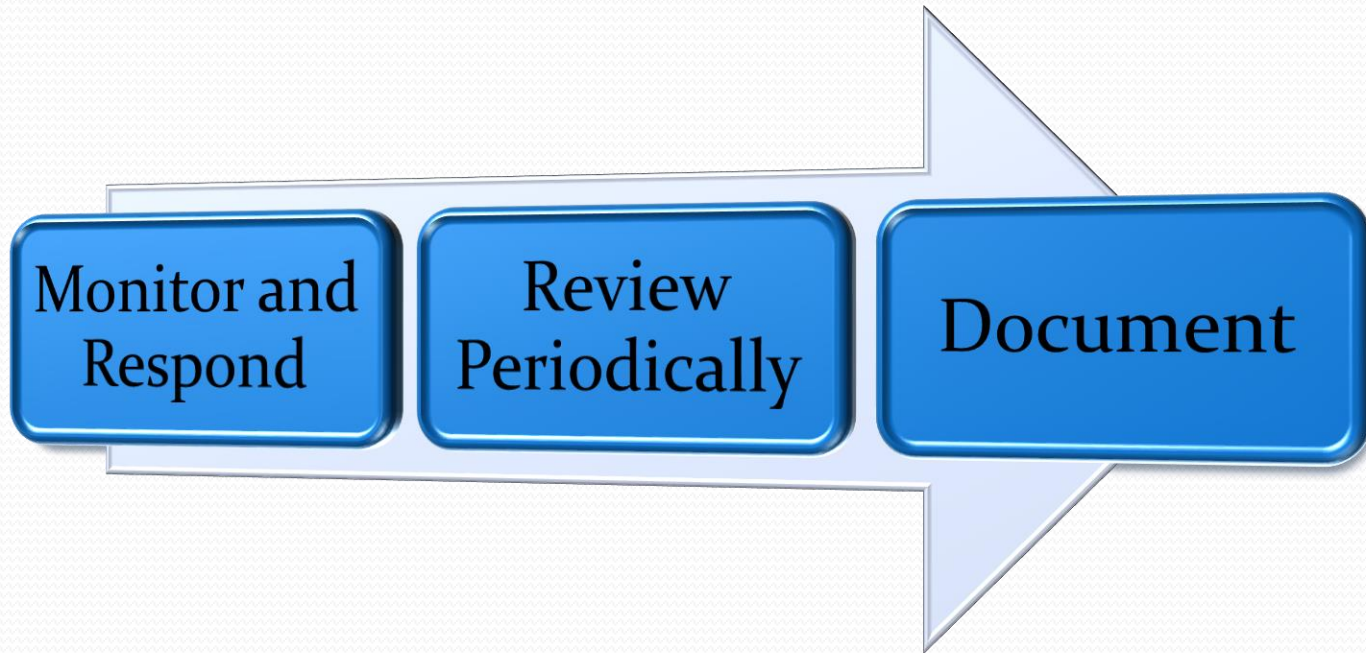 Monitor and
Respond
Review
Periodically
Document